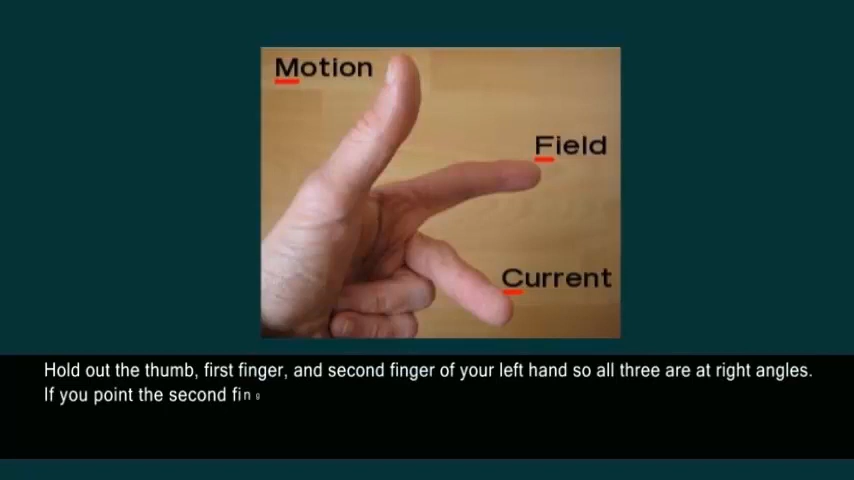 Motion
Field
Current
Hold out the thumb, first finger, and second finger of your left hand so all three are at right angles.
If you point the second fing